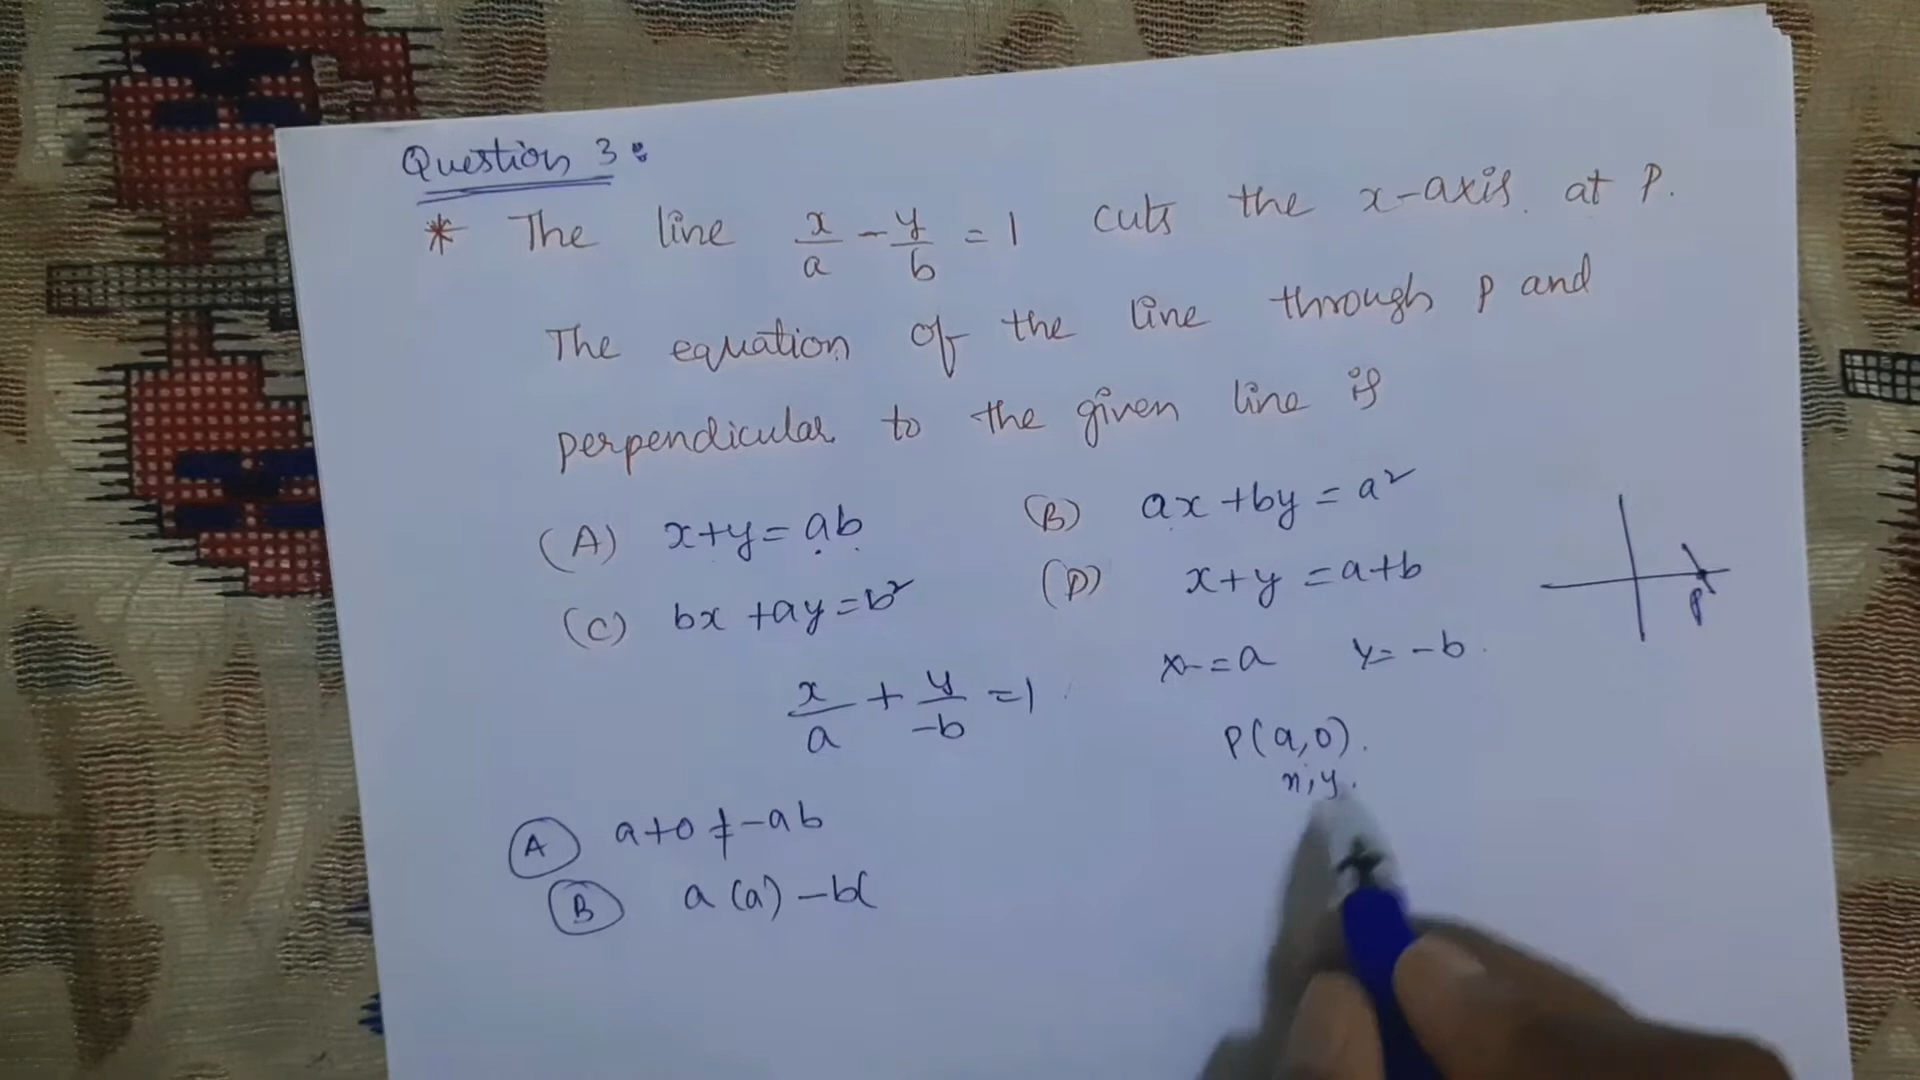 Question 3:
* The line x/a - y/b = 1 cuts the x-axis. at P.
The equation of the line through P and
perpendicular to the given line is
(A) x+y = ab (B) ax + by = a²
(C) bx + ay = b² (D) x+y = a+b
P
x/a + y/-b = 1 x = a y = -b.
P(a,0).
x,y.
(A) a+0 ≠ -ab
(B) a(a) - b(